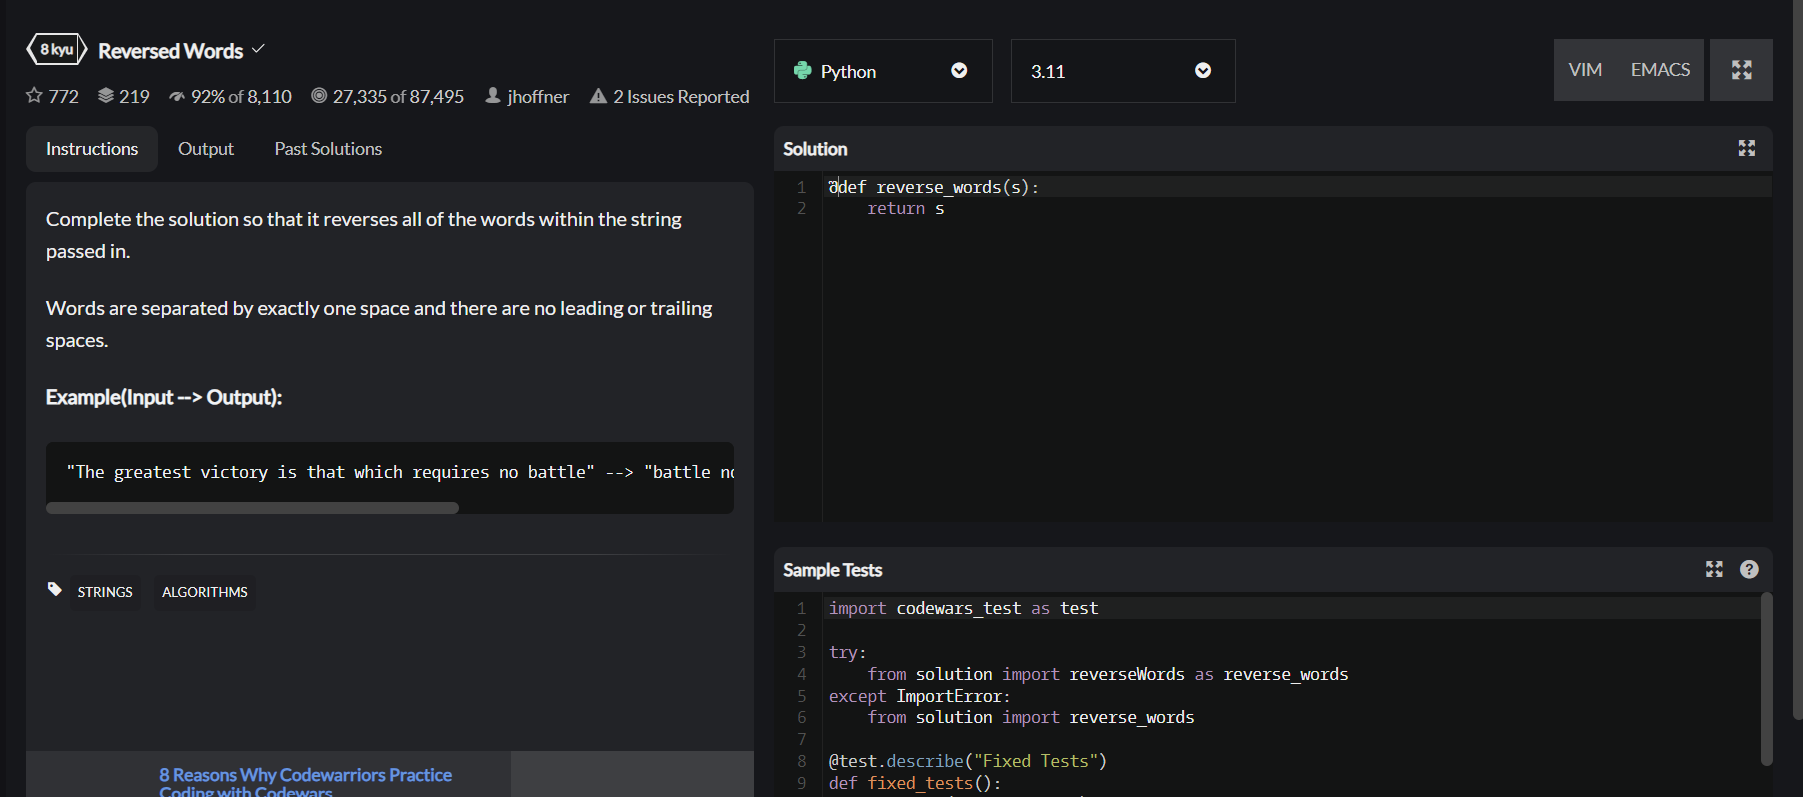 8 kyu Reversed Words
772 219 92% of 8,110 27,335 of 87,495 jhoffner 2 Issues Reported
Instructions Output Past Solutions
Complete the solution so that it reverses all of the words within the string
passed in.
Words are separated by exactly one space and there are no leading or trailing
spaces.
Example(Input --> Output):
"The greatest victory is that which requires no battle" --> "battle no
STRINGS ALGORITHMS
8 Reasons Why Codewarriors Practice
Coding with Codewars
Python 3.11 VIM EMACS
Solution
1 def reverse_words(s):
2     return s
Sample Tests
1 import codewars_test as test
2
3 try:
4     from solution import reverseWords as reverse_words
5 except ImportError:
6     from solution import reverse_words
7
8 @test.describe("Fixed Tests")
9 def fixed_tests():